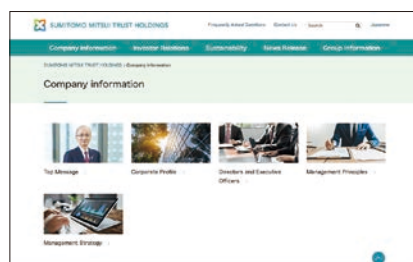 SUMITOMO MITSUI TRUST HOLDINGS
Frequently Asked Questions Contact Us Search Japanese
Company Information Investor Relations Sustainability News Release Group Information
SUMITOMO MITSUI TRUST HOLDINGS > Company Information
Company information
Top Message
Corporate Profile
Directors and Executive
Officers
Management Principles
Management Strategy